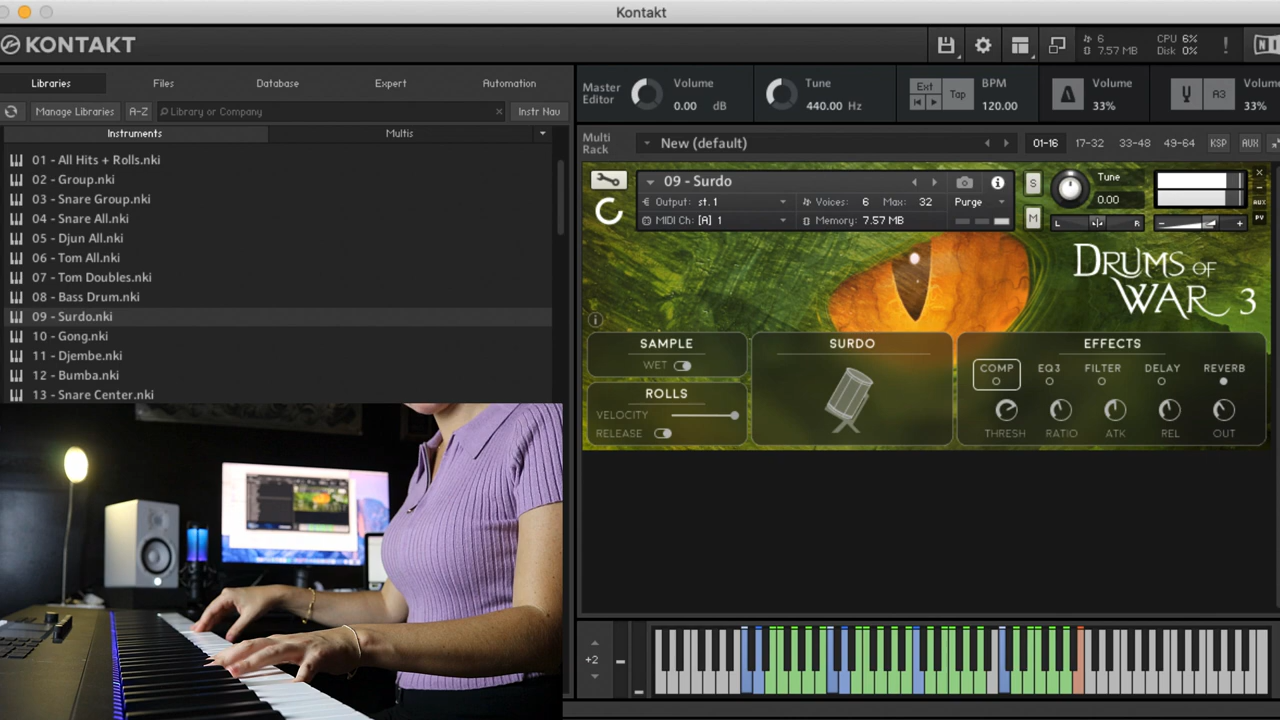 Kontakt
KONTAKT
6
7.57 MB
CPU 6%
Disk 0%
!
Libraries
Files
Database
Expert
Automation
Manage Libraries
A-Z
Library or Company
Instr Nav
Instruments
Multis
01 - All Hits + Rolls.nki
02 - Group.nki
03 - Snare Group.nki
04 - Snare All.nki
05 - Djun All.nki
06 - Tom All.nki
07 - Tom Doubles.nki
08 - Bass Drum.nki
09 - Surdo.nki
10 - Gong.nki
11 - Djembe.nki
12 - Bumba.nki
13 - Snare Center.nki
Master Editor
Volume
0.00 dB
Tune
440.00 Hz
Ext
Tap
BPM
120.00
Volume
33%
A3
Volum
33%
Multi Rack
New (default)
01-16
17-32
33-48
49-64
KSP
AUX
09 - Surdo
Output: st.1
Voices: 6 Max: 32
Purge
MIDI Ch: [A] 1
Memory: 7.57 MB
S
M
Tune
0.00
L
R
AUX
PV
DRUMS OF WAR 3
SAMPLE
WET
ROLLS
VELOCITY
RELEASE
SURDO
EFFECTS
COMP
EQ3
FILTER
DELAY
REVERB
THRESH
RATIO
ATK
REL
OUT
+2